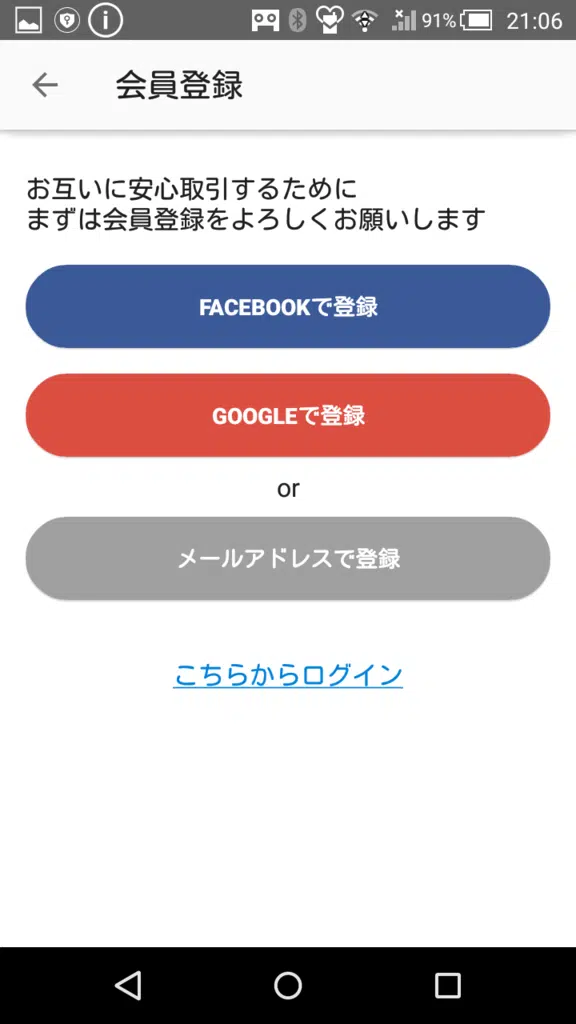 91% 21:06
会員登録
お互いに安心取引するために
まずは会員登録をよろしくお願いします
FACEBOOKで登録
GOOGLEで登録
or
メールアドレスで登録
こちらからログイン